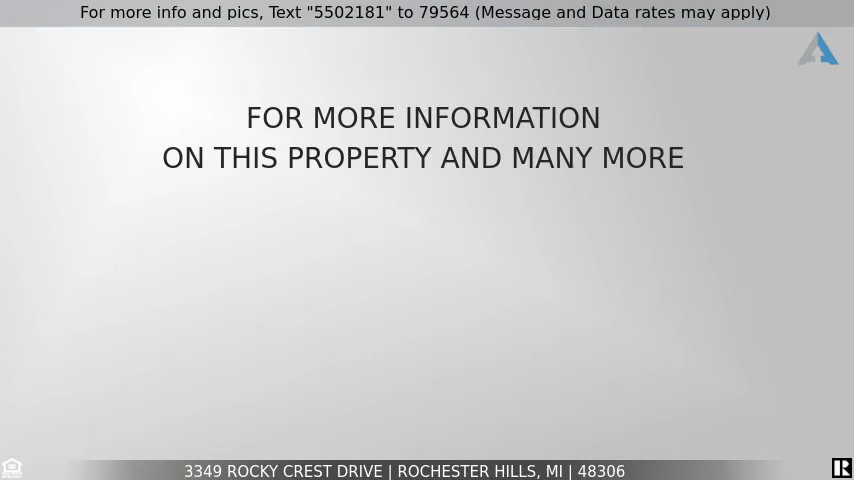 For more info and pics, Text "5502181" to 79564 (Message and Data rates may apply)
FOR MORE INFORMATION
ON THIS PROPERTY AND MANY MORE
3349 ROCKY CREST DRIVE | ROCHESTER HILLS, MI | 48306